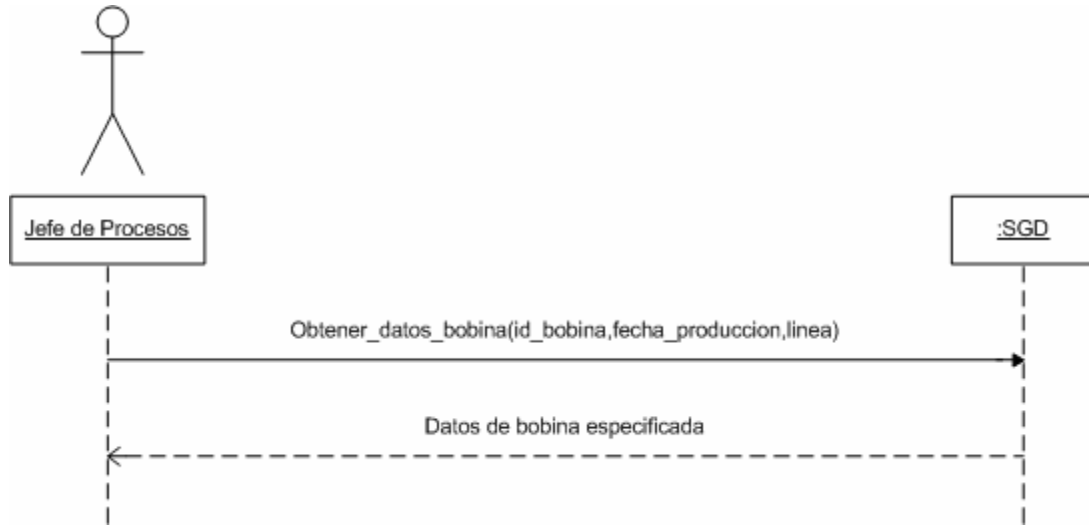 Jefe de Procesos
:SGD
Obtener_datos_bobina(id_bobina,fecha_produccion,linea)
Datos de bobina especificada